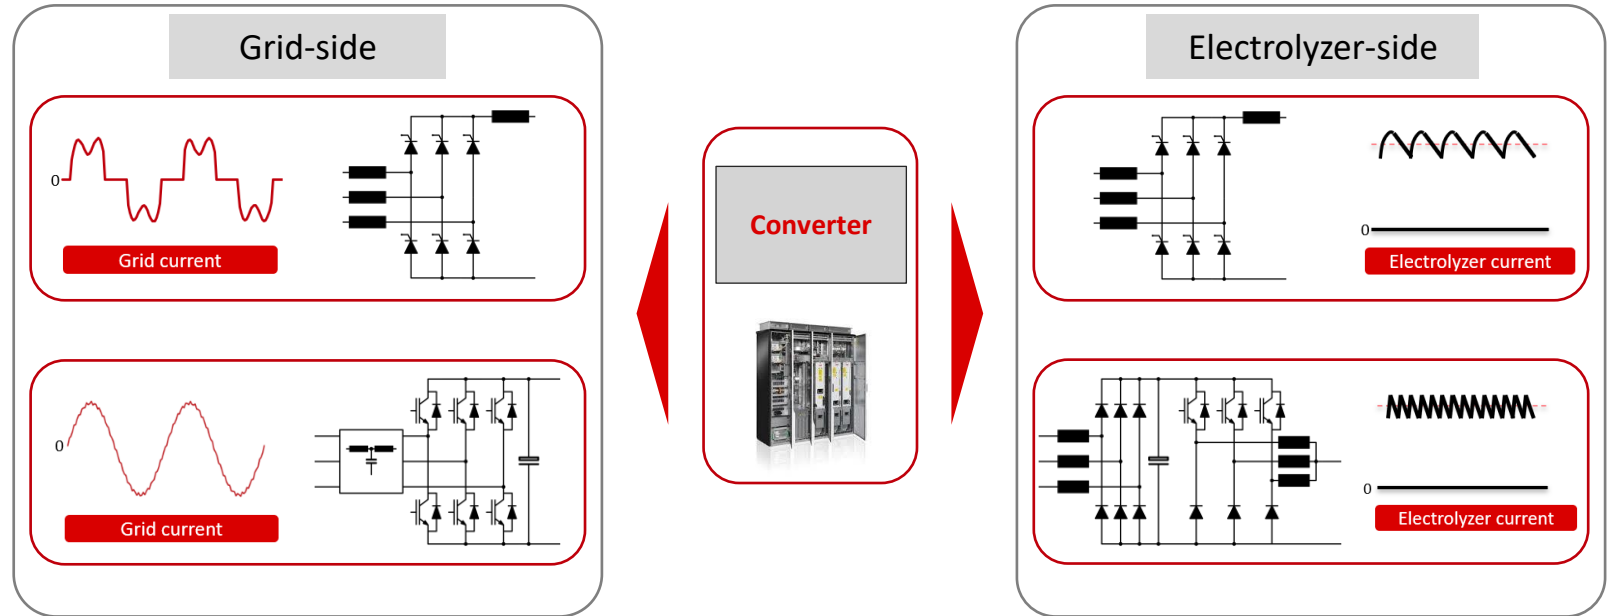 Grid-side
0
Grid current
0
Grid current
Converter
Electrolyzer-side
0
Electrolyzer current
0
Electrolyzer current